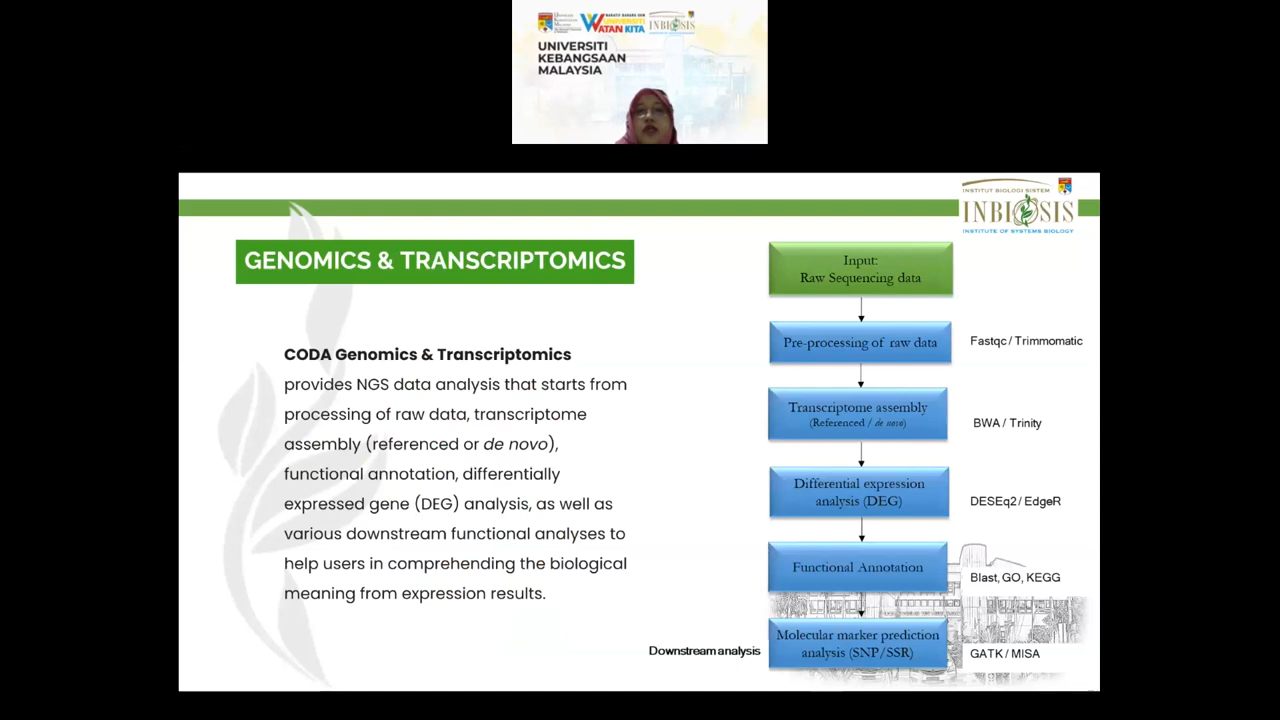 WATAN KITA
INBIOSIS
UNIVERSITI
KEBANGSAAN
MALAYSIA
INSTITUT BIOLOGI SISTEM
INBIOSIS
INSTITUTE OF SYSTEMS BIOLOGY
GENOMICS & TRANSCRIPTOMICS
CODA Genomics & Transcriptomics
provides NGS data analysis that starts from
processing of raw data, transcriptome
assembly (referenced or de novo),
functional annotation, differentially
expressed gene (DEG) analysis, as well as
various downstream functional analyses to
help users in comprehending the biological
meaning from expression results.
Input:
Raw Sequencing data
Pre-processing of raw data
Fastqc / Trimmomatic
Transcriptome assembly
(Referenced / de novo)
BWA / Trinity
Differential expression
analysis (DEG)
DESEq2 / EdgeR
Functional Annotation
Blast, GO, KEGG
Downstream analysis
Molecular marker prediction
analysis (SNP/SSR)
GATK / MISA